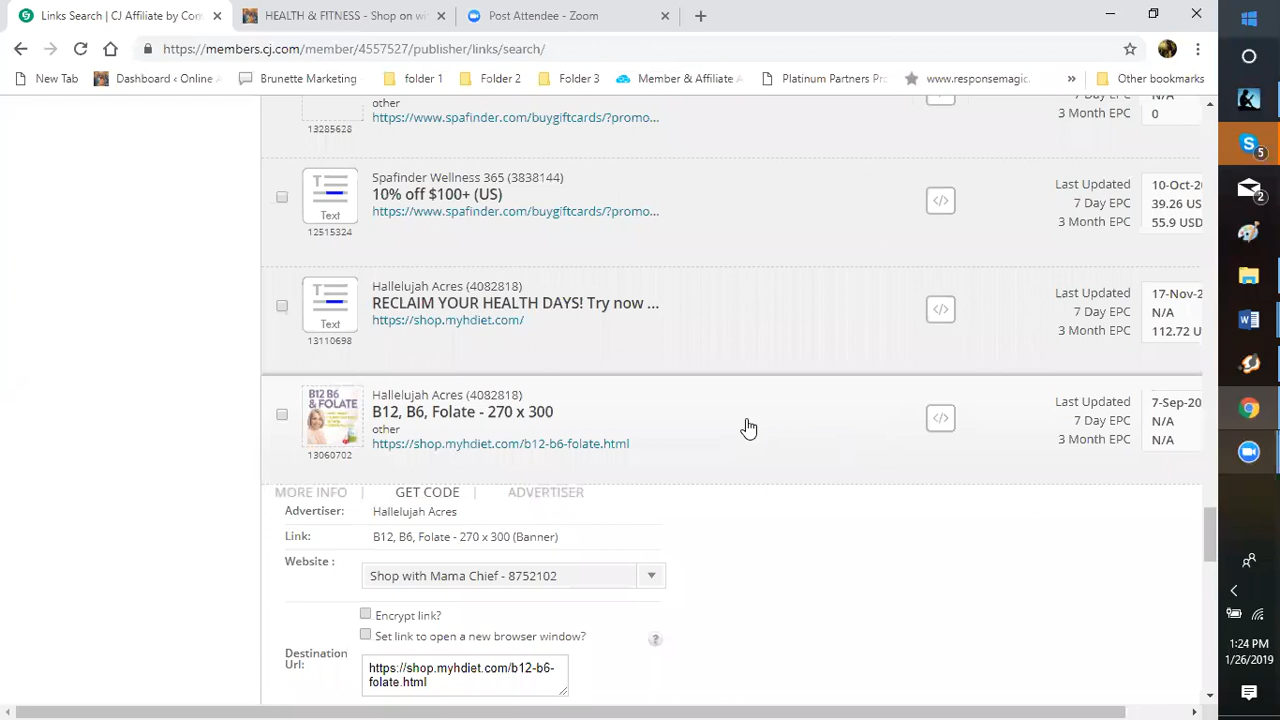 Links Search | CJ Affiliate by Con
HEALTH & FITNESS - Shop on wi
Post Attendee - Zoom
https://members.cj.com/member/4557527/publisher/links/search/
New Tab
Dashboard ‹ Online A
Brunette Marketing
folder 1
Folder 2
Folder 3
Member & Affiliate A
Platinum Partners Pr
www.responsemagic.
»
Other bookmarks
other
https://www.spafinder.com/buygiftcards/?promo...
13285628
7 Day EPC N/A
3 Month EPC 0
Spafinder Wellness 365 (3838144)
10% off $100+ (US)
https://www.spafinder.com/buygiftcards/?promo...
Text
12515324
Last Updated 10-Oct-2
7 Day EPC 39.26 US
3 Month EPC 55.9 USD
Hallelujah Acres (4082818)
RECLAIM YOUR HEALTH DAYS! Try now ...
https://shop.myhdiet.com/
Text
13110698
Last Updated 17-Nov-2
7 Day EPC N/A
3 Month EPC 112.72 U
B12 B6
& FOLATE
Hallelujah Acres (4082818)
B12, B6, Folate - 270 x 300
other
https://shop.myhdiet.com/b12-b6-folate.html
13060702
Last Updated 7-Sep-20
7 Day EPC N/A
3 Month EPC N/A
MORE INFO | GET CODE | ADVERTISER
Advertiser: Hallelujah Acres
Link: B12, B6, Folate - 270 x 300 (Banner)
Website : Shop with Mama Chief - 8752102
Encrypt link?
Set link to open a new browser window?
?
Destination
Url:
https://shop.myhdiet.com/b12-b6-
folate.html
5
2
1:24 PM
1/26/2019